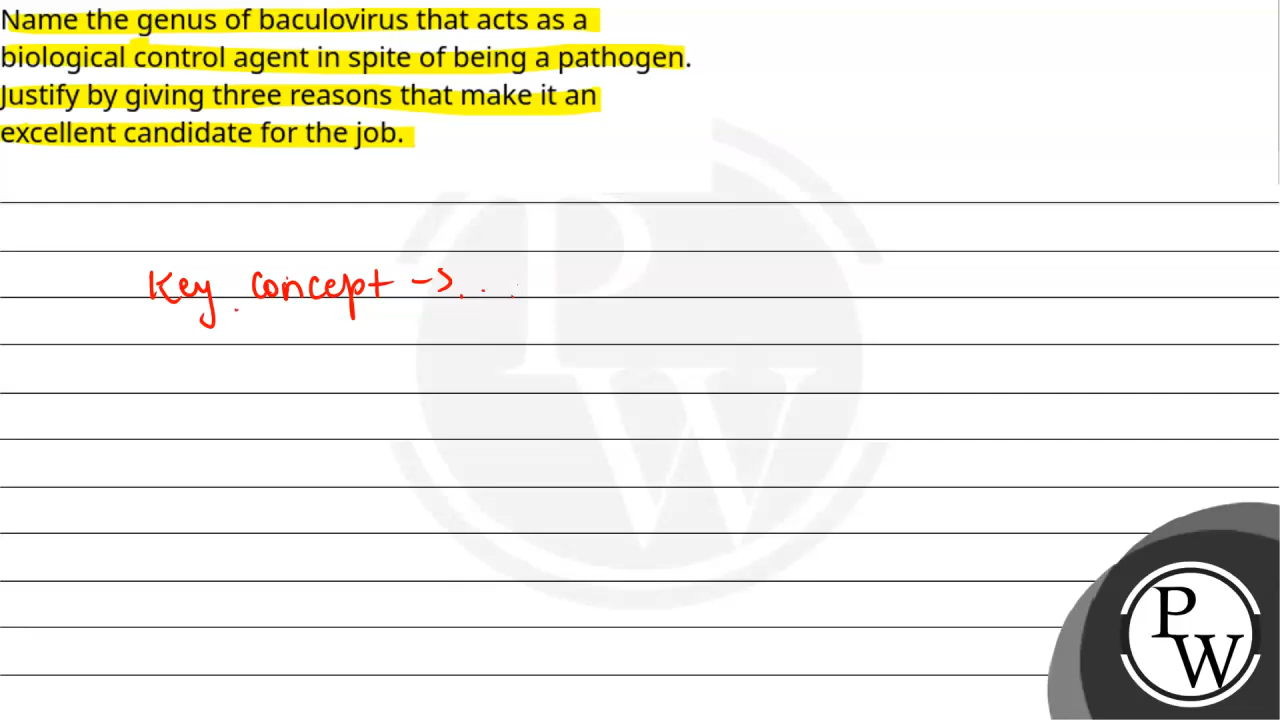 Name the genus of baculovirus that acts as a
biological control agent in spite of being a pathogen.
Justify by giving three reasons that make it an
excellent candidate for the job.
Key concept →
PW
PW